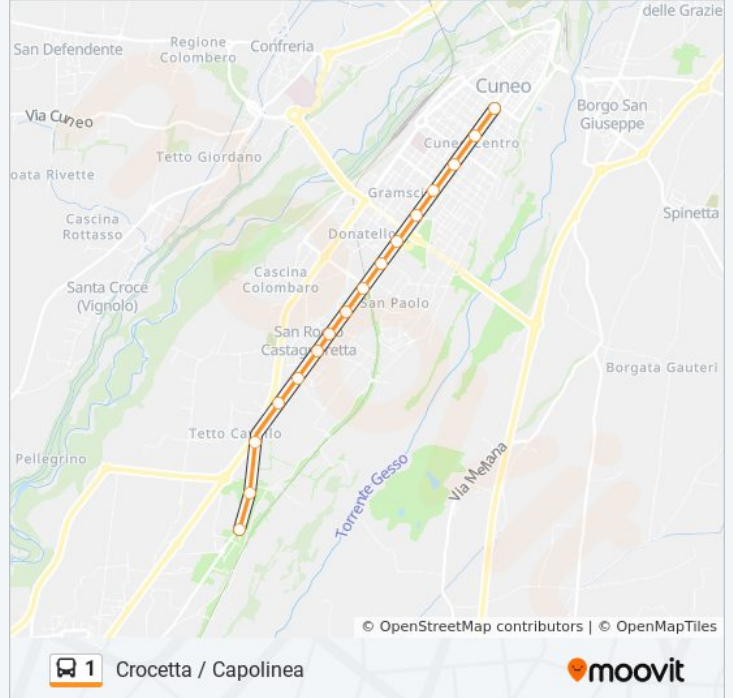 delle Grazie
San Defendente
Regione
Colombero
Confreria
Cuneo
Via Cuneo
Borgo San
Giuseppe
Cuneo Centro
Tetto Giordano
oata Rivette
Gramsci
Cascina
Rottasso
Spinetta
Donatello
Cascina
Colombaro
Santa Croce
(Vignolo)
San Paolo
San Rocco
Castagnaretta
Borgata Gauteri
Tetto Cavallo
Pellegrino
Torrente Gesso
Via Mellana
© OpenStreetMap contributors | © OpenMapTiles
1 Crocetta / Capolinea
moovit